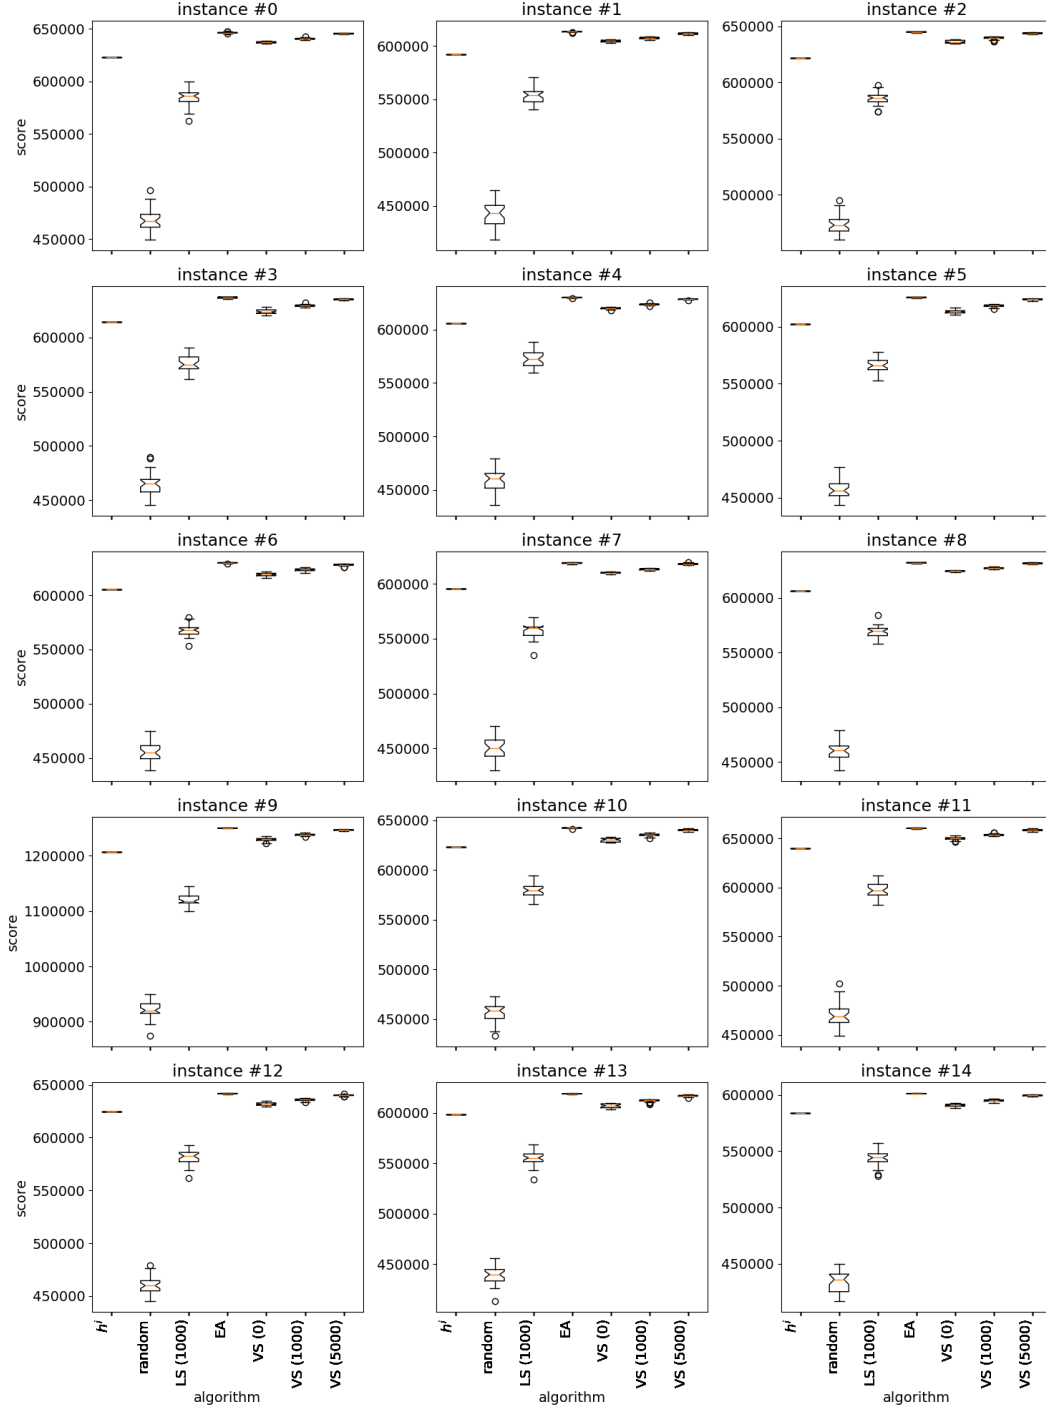 instance #0
instance #1
instance #2
650000
600000
550000
500000
450000
score
600000
550000
500000
450000
650000
600000
550000
500000
instance #3
instance #4
instance #5
600000
550000
500000
450000
score
600000
550000
500000
450000
600000
550000
500000
450000
instance #6
instance #7
instance #8
600000
550000
500000
450000
score
600000
550000
500000
450000
600000
550000
500000
450000
instance #9
instance #10
instance #11
1200000
1100000
1000000
900000
score
650000
600000
550000
500000
450000
650000
600000
550000
500000
450000
instance #12
instance #13
instance #14
650000
600000
550000
500000
450000
score
600000
550000
500000
450000
600000
550000
500000
450000
h^i
random
LS (1000)
EA
VS (0)
VS (1000)
VS (5000)
algorithm
h^i
random
LS (1000)
EA
VS (0)
VS (1000)
VS (5000)
algorithm
h^i
random
LS (1000)
EA
VS (0)
VS (1000)
VS (5000)
algorithm